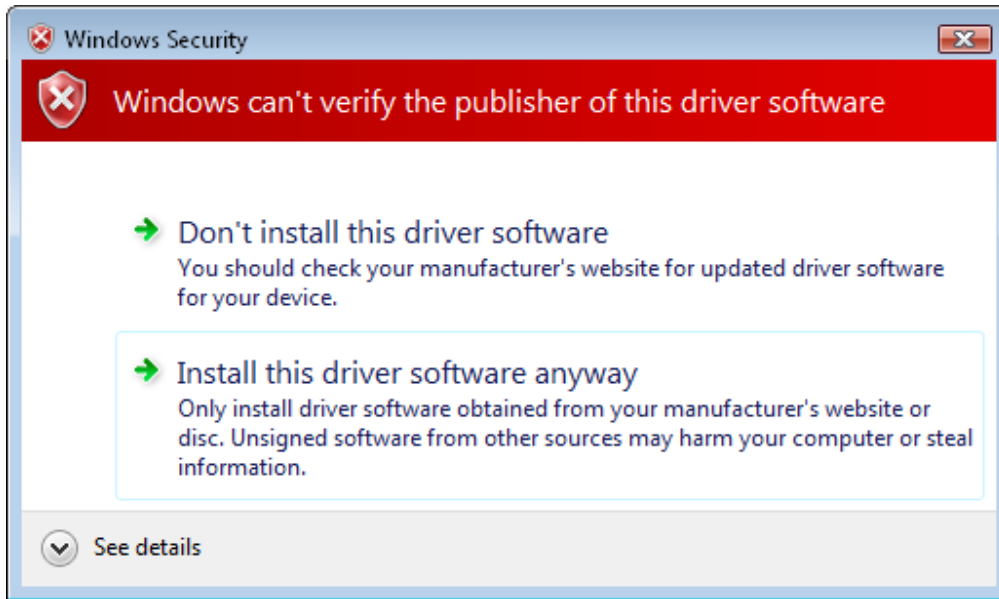 Windows Security
Windows can't verify the publisher of this driver software
Don't install this driver software
You should check your manufacturer's website for updated driver software
for your device.
Install this driver software anyway
Only install driver software obtained from your manufacturer's website or
disc. Unsigned software from other sources may harm your computer or steal
information.
See details